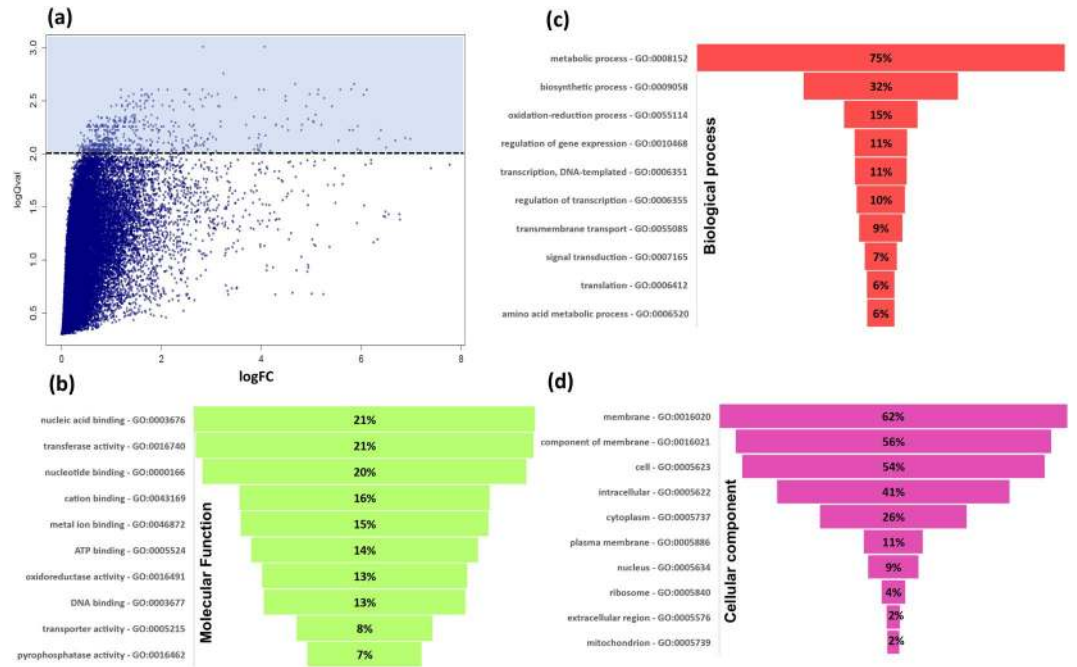 (a)
logQval
3.0
2.5
2.0
1.5
1.0
0.5
0
2
4
6
8
logFC
(c)
Biological process
metabolic process - GO:0008152
75%
biosynthetic process - GO:0009058
32%
oxidation-reduction process - GO:0055114
15%
regulation of gene expression - GO:0010468
11%
transcription, DNA-templated - GO:0006351
11%
regulation of transcription - GO:0006355
10%
transmembrane transport - GO:0055085
9%
signal transduction - GO:0007165
7%
translation - GO:0006412
6%
amino acid metabolic process - GO:0006520
6%
(b)
Molecular Function
nucleic acid binding - GO:0003676
21%
transferase activity - GO:0016740
21%
nucleotide binding - GO:0000166
20%
cation binding - GO:0043169
16%
metal ion binding - GO:0046872
15%
ATP binding - GO:0005524
14%
oxidoreductase activity - GO:0016491
13%
DNA binding - GO:0003677
13%
transporter activity - GO:0005215
8%
pyrophosphatase activity - GO:0016462
7%
(d)
Cellular component
membrane - GO:0016020
62%
component of membrane - GO:0016021
56%
cell - GO:0005623
54%
intracellular - GO:0005622
41%
cytoplasm - GO:0005737
26%
plasma membrane - GO:0005886
11%
nucleus - GO:0005634
9%
ribosome - GO:0005840
4%
extracellular region - GO:0005576
2%
mitochondrion - GO:0005739
2%